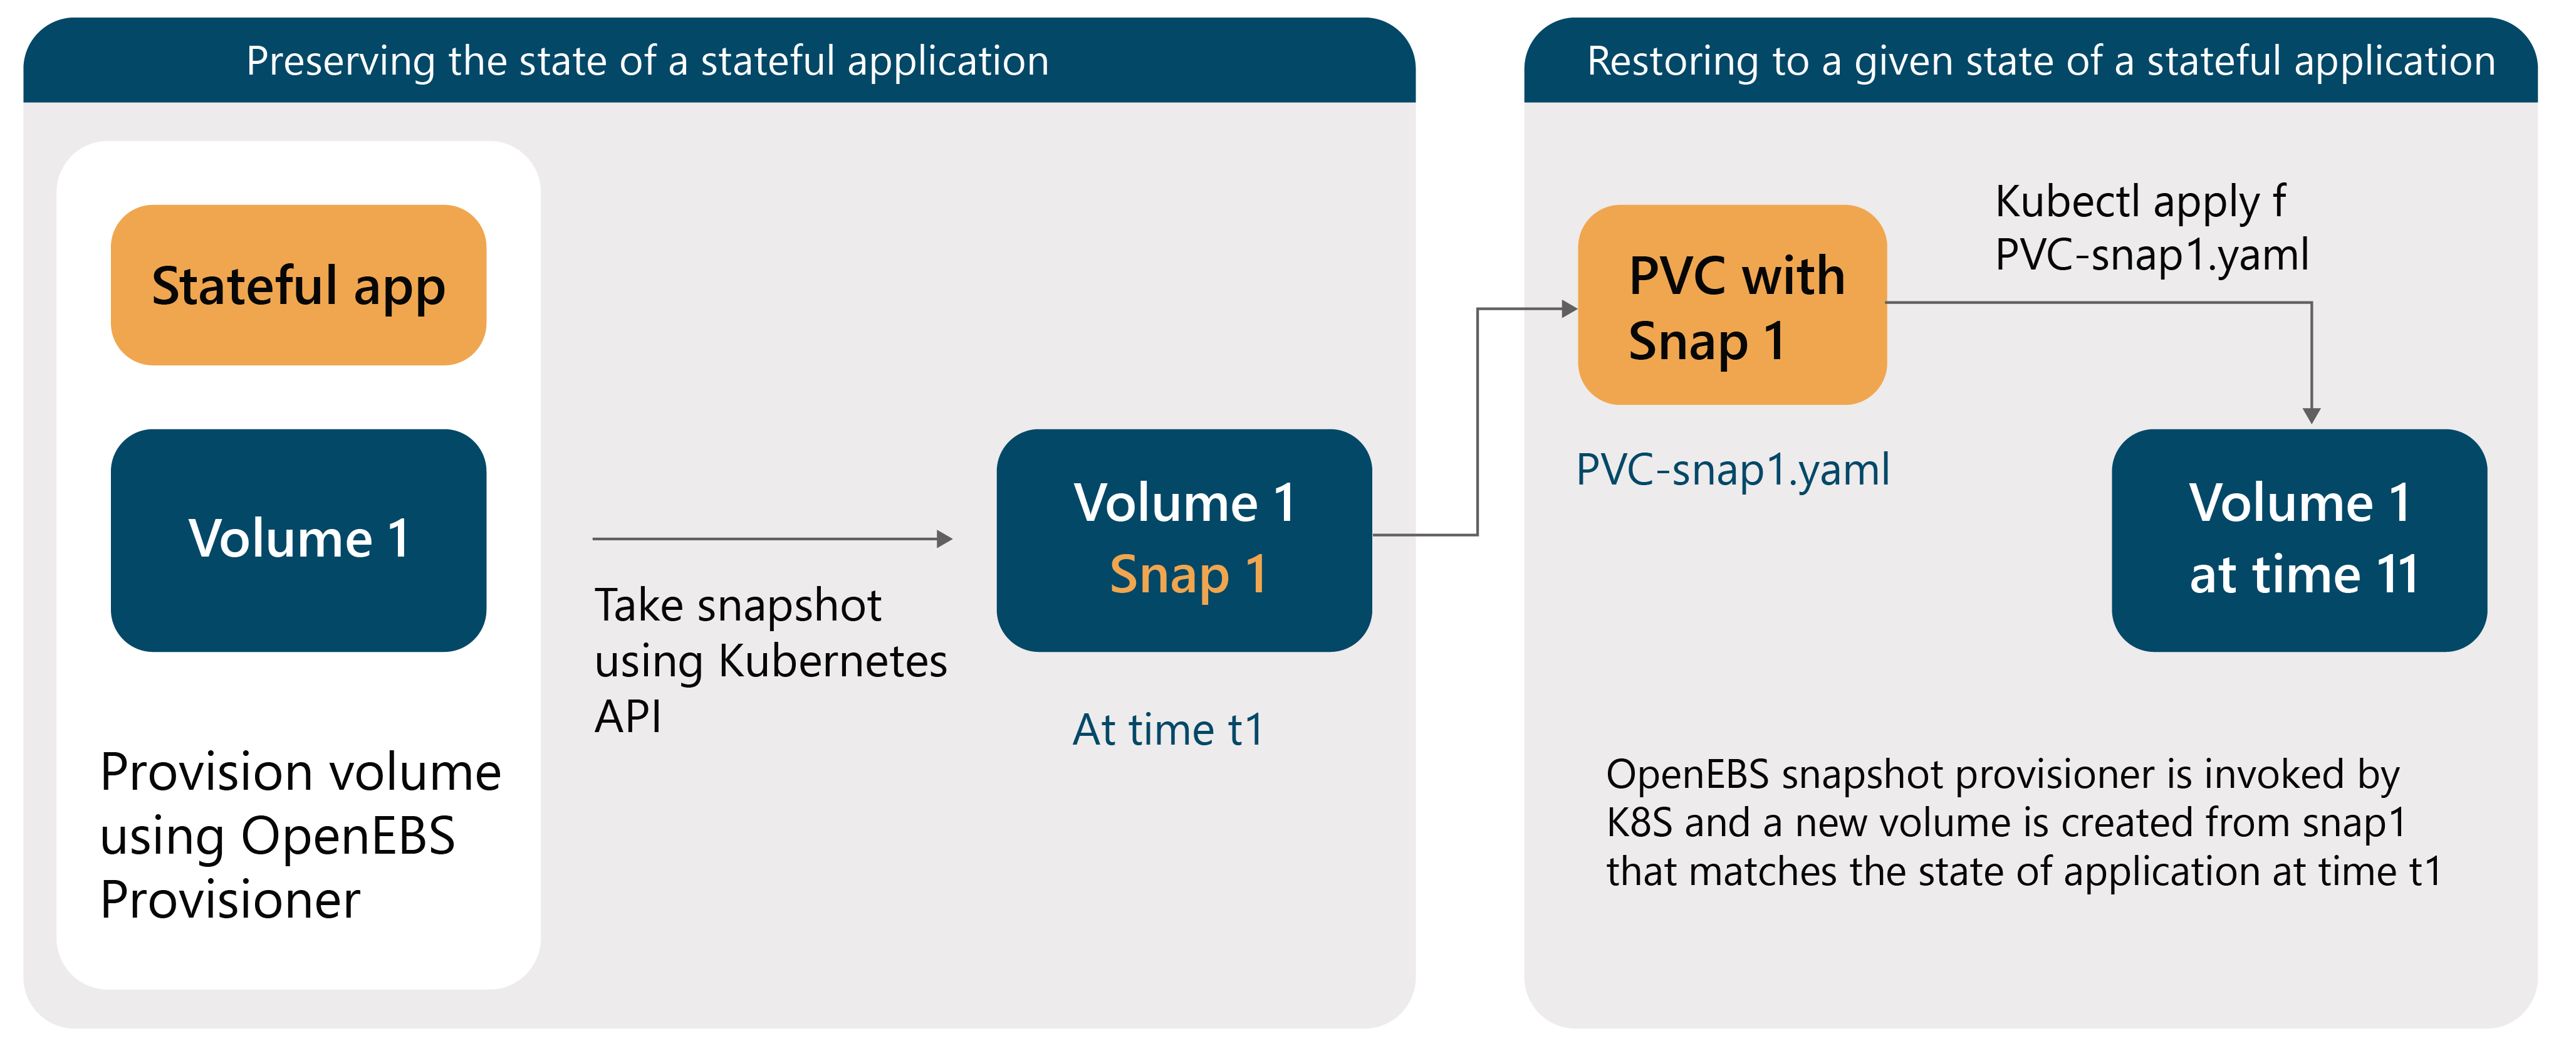 Preserving the state of a stateful application
Stateful app
Volume 1
Provision volume
using OpenEBS
Provisioner
Take snapshot
using Kubernetes
API
Volume 1
Snap 1
At time t1
Restoring to a given state of a stateful application
PVC with
Snap 1
PVC-snap1.yaml
Kubectl apply f
PVC-snap1.yaml
Volume 1
at time 11
OpenEBS snapshot provisioner is invoked by
K8S and a new volume is created from snap1
that matches the state of application at time t1